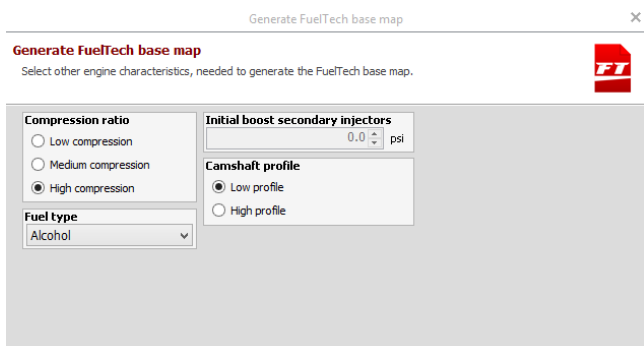 Generate FuelTech base map
Generate FuelTech base map
Select other engine characteristics, needed to generate the FuelTech base map.
FT
Compression ratio
Low compression
Medium compression
High compression
Fuel type
Alcohol
Initial boost secondary injectors
0.0 psi
Camshaft profile
Low profile
High profile